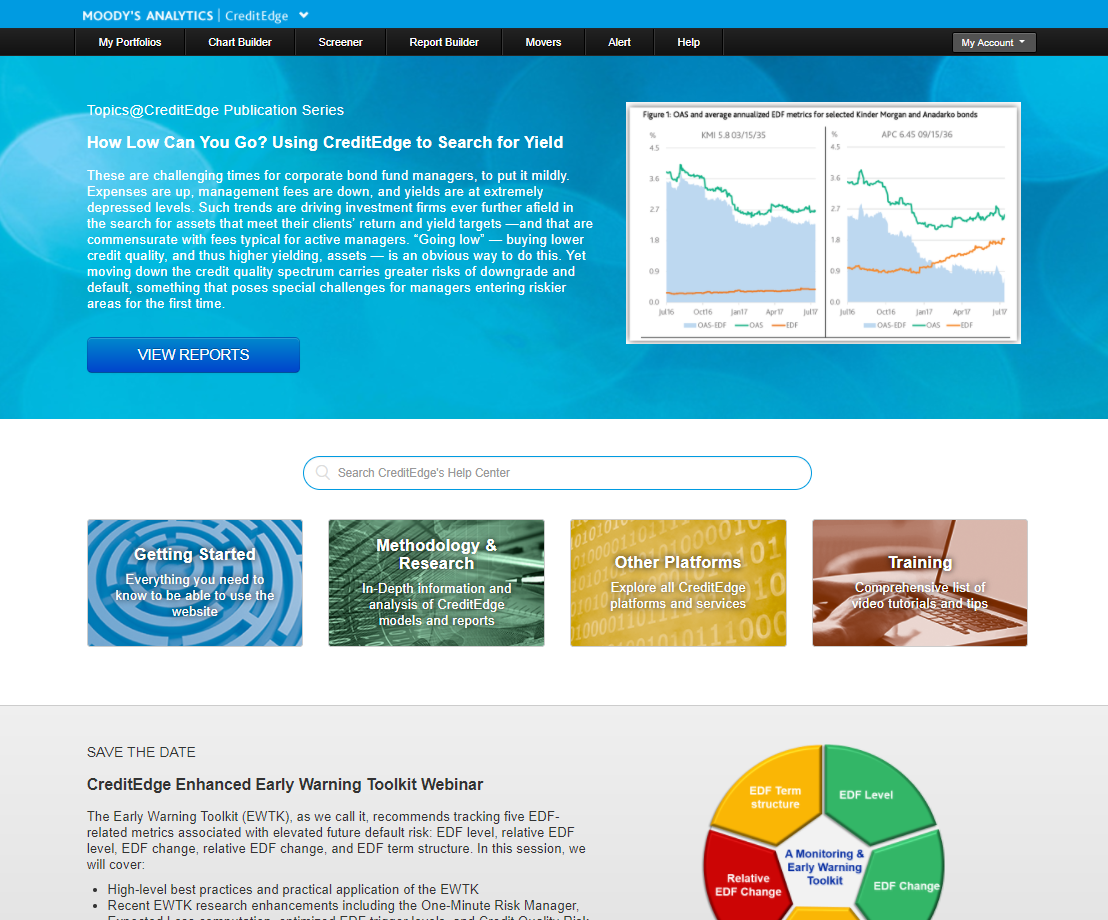 MOODY'S ANALYTICS | CreditEdge
My Portfolios
Chart Builder
Screener
Report Builder
Movers
Alert
Help
My Account
Topics@CreditEdge Publication Series
How Low Can You Go? Using CreditEdge to Search for Yield
These are challenging times for corporate bond fund managers, to put it mildly.
Expenses are up, management fees are down, and yields are at extremely
depressed levels. Such trends are driving investment firms ever further afield in
the search for assets that meet their clients' return and yield targets —and that are
commensurate with fees typical for active managers. "Going low" — buying lower
credit quality, and thus higher yielding, assets — is an obvious way to do this. Yet
moving down the credit quality spectrum carries greater risks of downgrade and
default, something that poses special challenges for managers entering riskier
areas for the first time.
VIEW REPORTS
Figure 1: OAS and average annualized EDF metrics for selected Kinder Morgan and Anadarko bonds
% KMI 5.8 03/15/35
4.5
3.6
2.7
1.8
0.9
0.0
Jul16 Oct16 Jan17 Apr17 Jul17
OAS-EDF OAS EDF
% APC 6.45 09/15/36
4.5
3.6
2.7
1.8
0.9
0.0
Jul16 Oct16 Jan17 Apr17 Jul17
OAS-EDF OAS EDF
Search CreditEdge's Help Center
Getting Started
Everything you need to
know to be able to use the
website
Methodology &
Research
In-Depth information and
analysis of CreditEdge
models and reports
Other Platforms
Explore all CreditEdge
platforms and services
Training
Comprehensive list of
video tutorials and tips
SAVE THE DATE
CreditEdge Enhanced Early Warning Toolkit Webinar
The Early Warning Toolkit (EWTK), as we call it, recommends tracking five EDF-
related metrics associated with elevated future default risk: EDF level, relative EDF
level, EDF change, relative EDF change, and EDF term structure. In this session, we
will cover:
• High-level best practices and practical application of the EWTK
• Recent EWTK research enhancements including the One-Minute Risk Manager,
Expected Loss computation, optimized EDF trigger levels, and Credit Quality Risk
EDF Term
structure
EDF Level
A Monitoring &
Early Warning
Toolkit
Relative
EDF Change
EDF Change